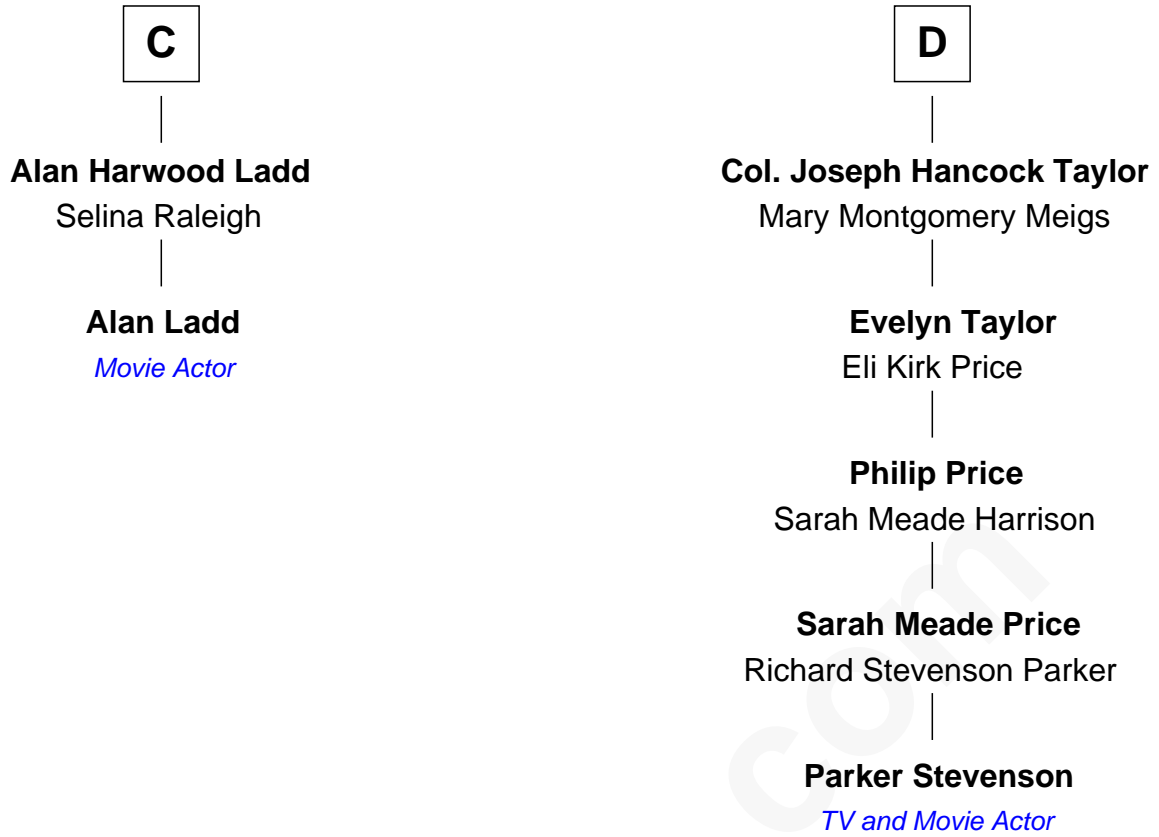 C
Alan Harwood Ladd
Selina Raleigh
Alan Ladd
Movie Actor
D
Col. Joseph Hancock Taylor
Mary Montgomery Meigs
Evelyn Taylor
Eli Kirk Price
Philip Price
Sarah Meade Harrison
Sarah Meade Price
Richard Stevenson Parker
Parker Stevenson
TV and Movie Actor
com